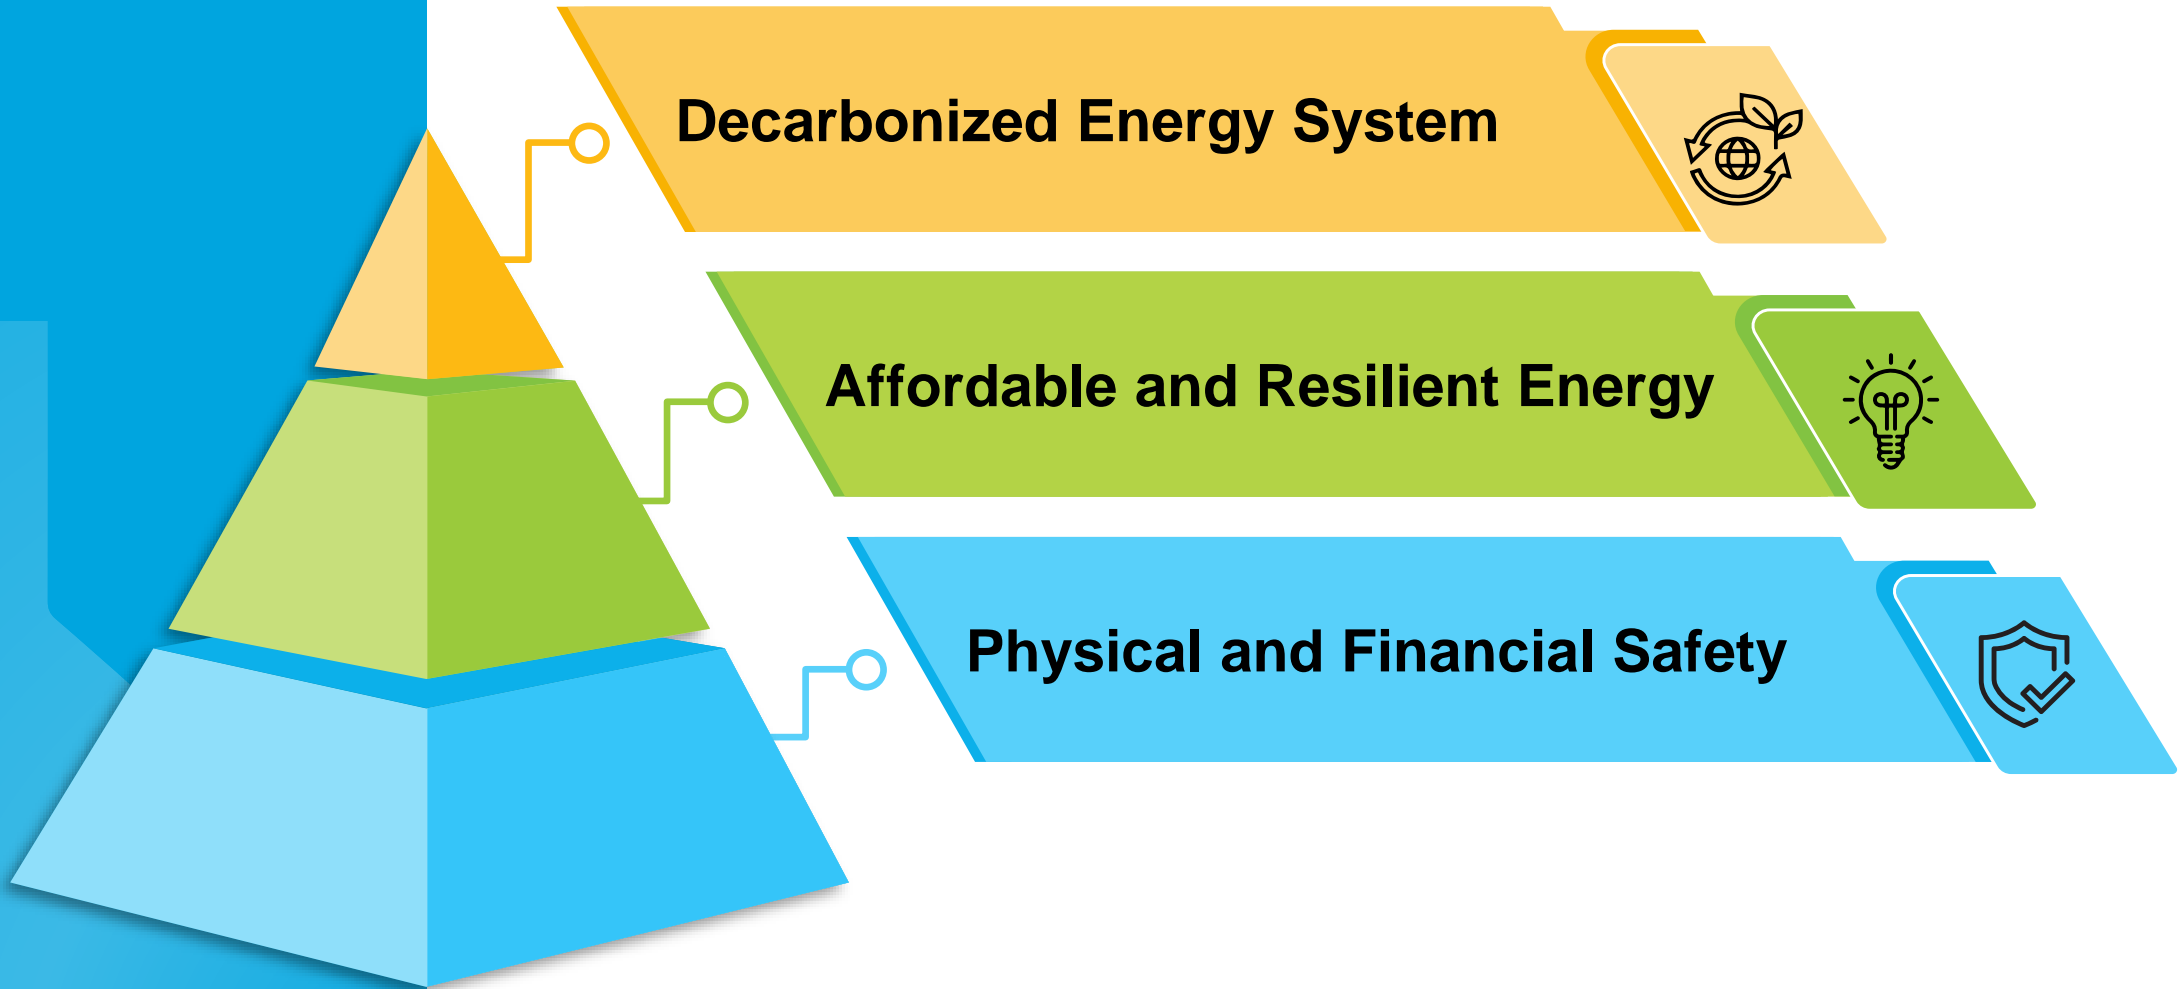 Decarbonized Energy System
Affordable and Resilient Energy
Physical and Financial Safety